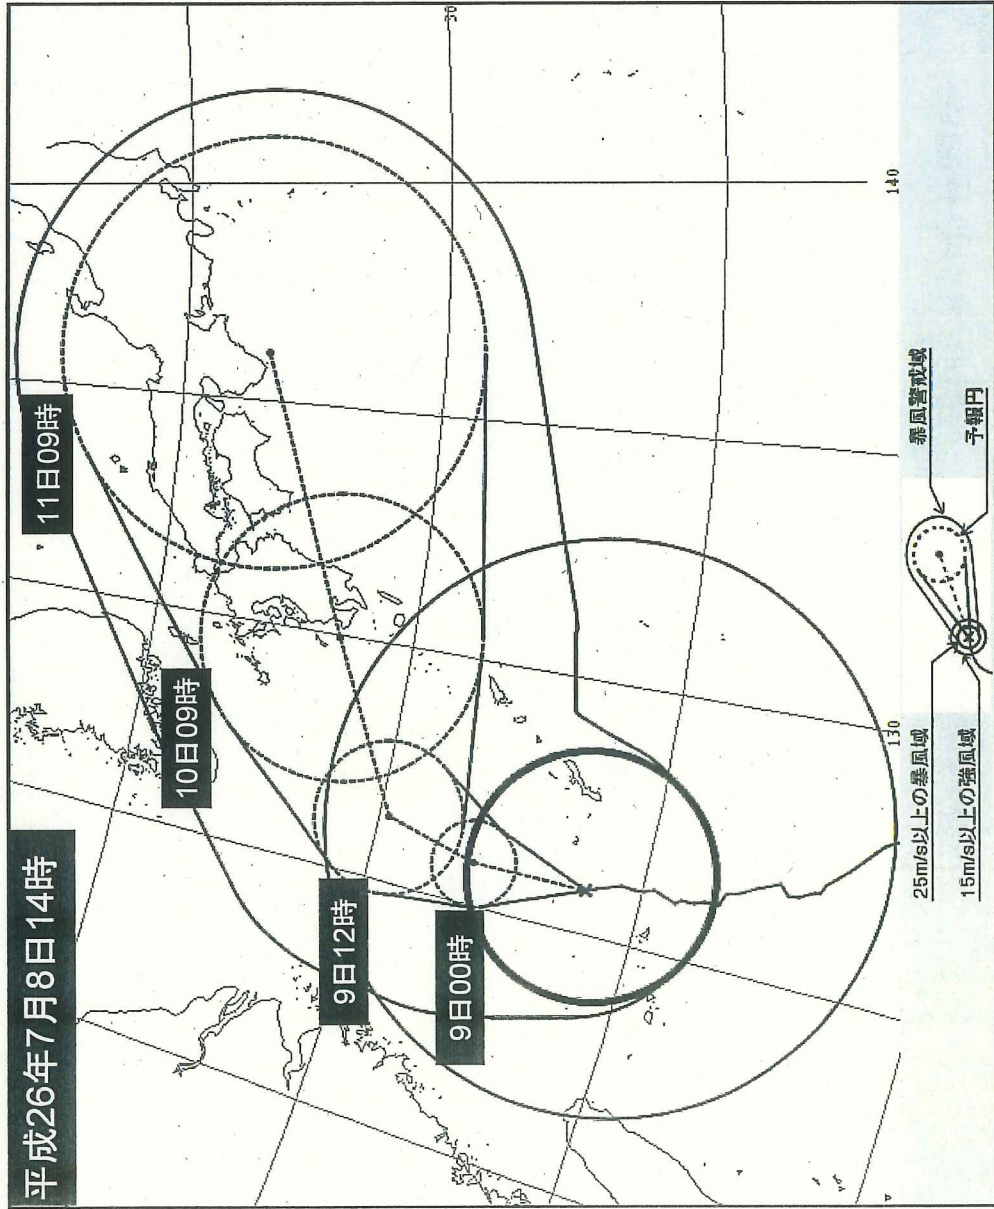 平成26年7月8日14時
11日09時
10日09時
9日12時
9日00時
30
140
130
25m/s以上の暴風域
15m/s以上の強風域
暴風警戒域
予報円